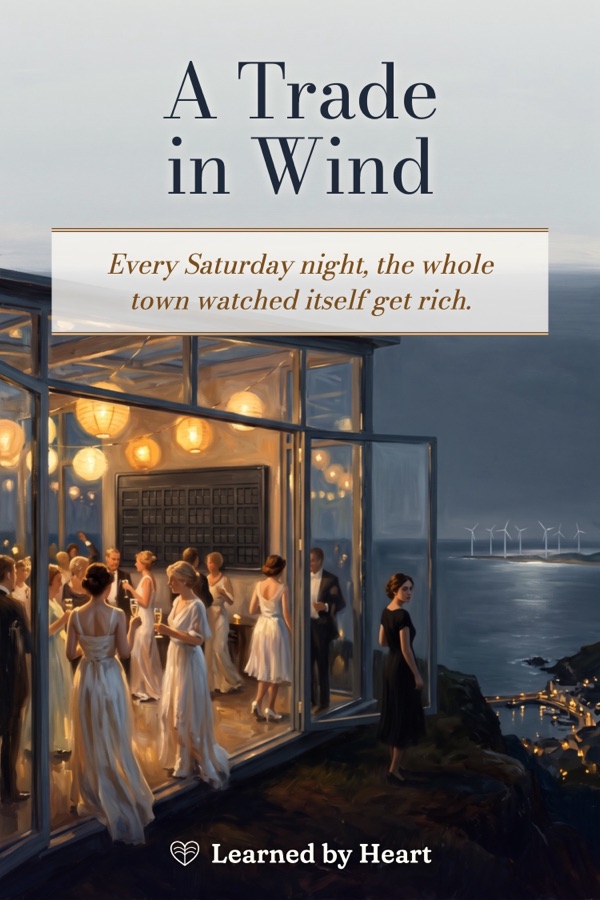 A Trade
in Wind
Every Saturday night, the whole
town watched itself get rich.
Learned by Heart